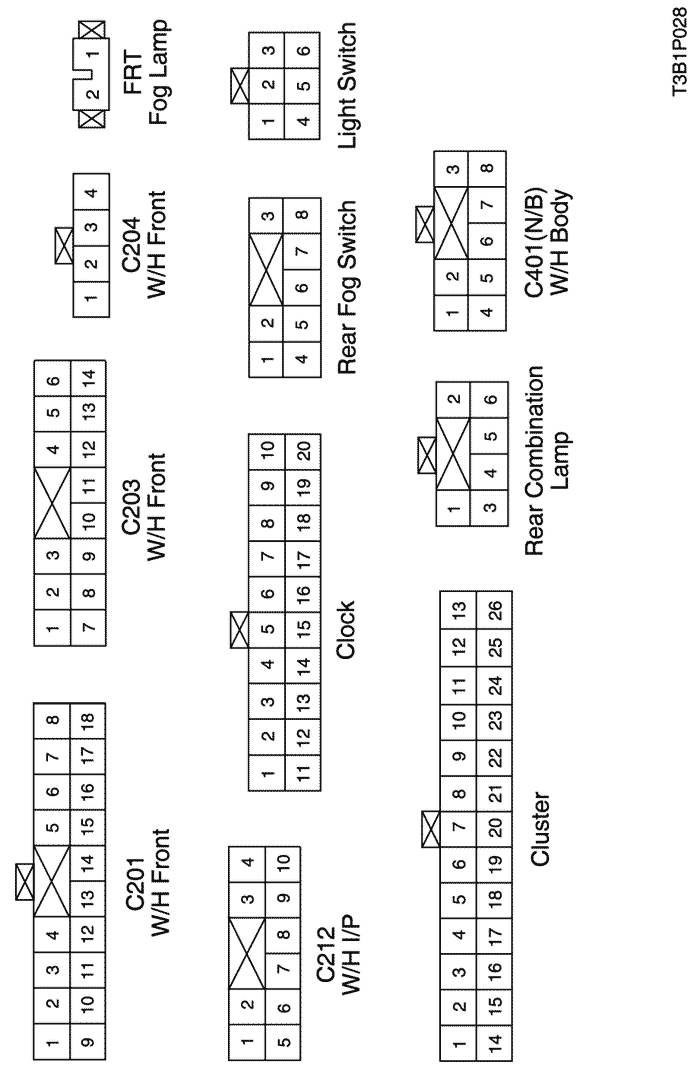 1 2 3 4 5 6 7 8
9 10 11 12 13 14 15 16 17 18
C201
W/H Front
1 2 3 4 5 6
7 8 9 10 11 12 13 14
C203
W/H Front
1 2 3 4
C204
W/H Front
2 1
FRT
Fog Lamp
1 2 3 4
5 6 7 8 9 10
C212
W/H I/P
1 2 3 4 5 6 7 8 9 10
11 12 13 14 15 16 17 18 19 20
Clock
1 2 3
4 5 6 7 8
Rear Fog Switch
1 2 3
4 5 6
Light Switch
1 2 3 4 5 6 7 8 9 10 11 12 13
14 15 16 17 18 19 20 21 22 23 24 25 26
Cluster
1 2
3 4 5 6
Rear Combination
Lamp
1 2 3
4 5 6 7 8
C401(N/B)
W/H Body
T3B1P028